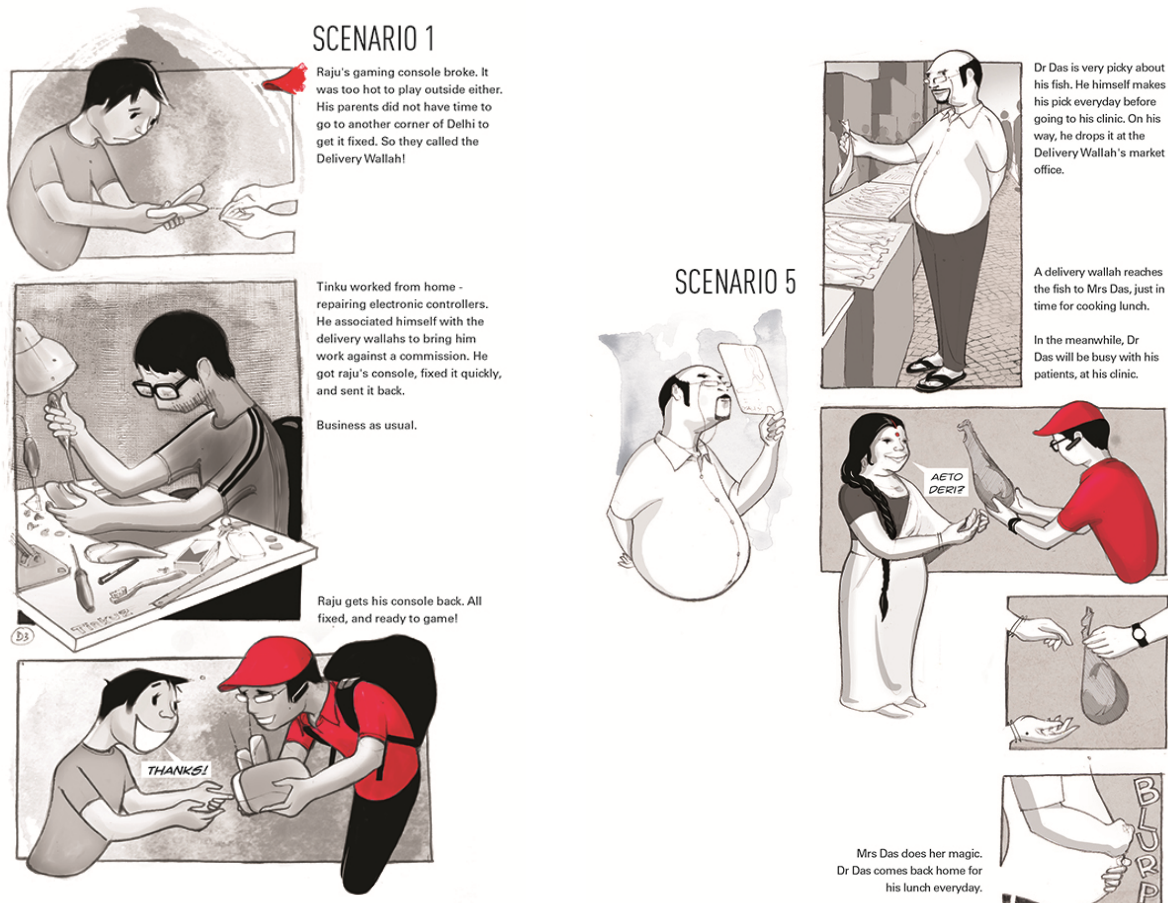 SCENARIO 1
Raju's gaming console broke. It
was too hot to play outside either.
His parents did not have time to
go to another corner of Delhi to
get it fixed. So they called the
Delivery Wallah!
Tinku worked from home -
repairing electronic controllers.
He associated himself with the
delivery wallahs to bring him
work against a commission. He
got raju's console, fixed it quickly,
and sent it back.
Business as usual.
D3
Raju gets his console back. All
fixed, and ready to game!
THANKS!
SCENARIO 5
Dr Das is very picky about
his fish. He himself makes
his pick everyday before
going to his clinic. On his
way, he drops it at the
Delivery Wallah's market
office.
A delivery wallah reaches
the fish to Mrs Das, just in
time for cooking lunch.
In the meanwhile, Dr
Das will be busy with his
patients, at his clinic.
AETO
DERI?
BLURP
Mrs Das does her magic.
Dr Das comes back home for
his lunch everyday.